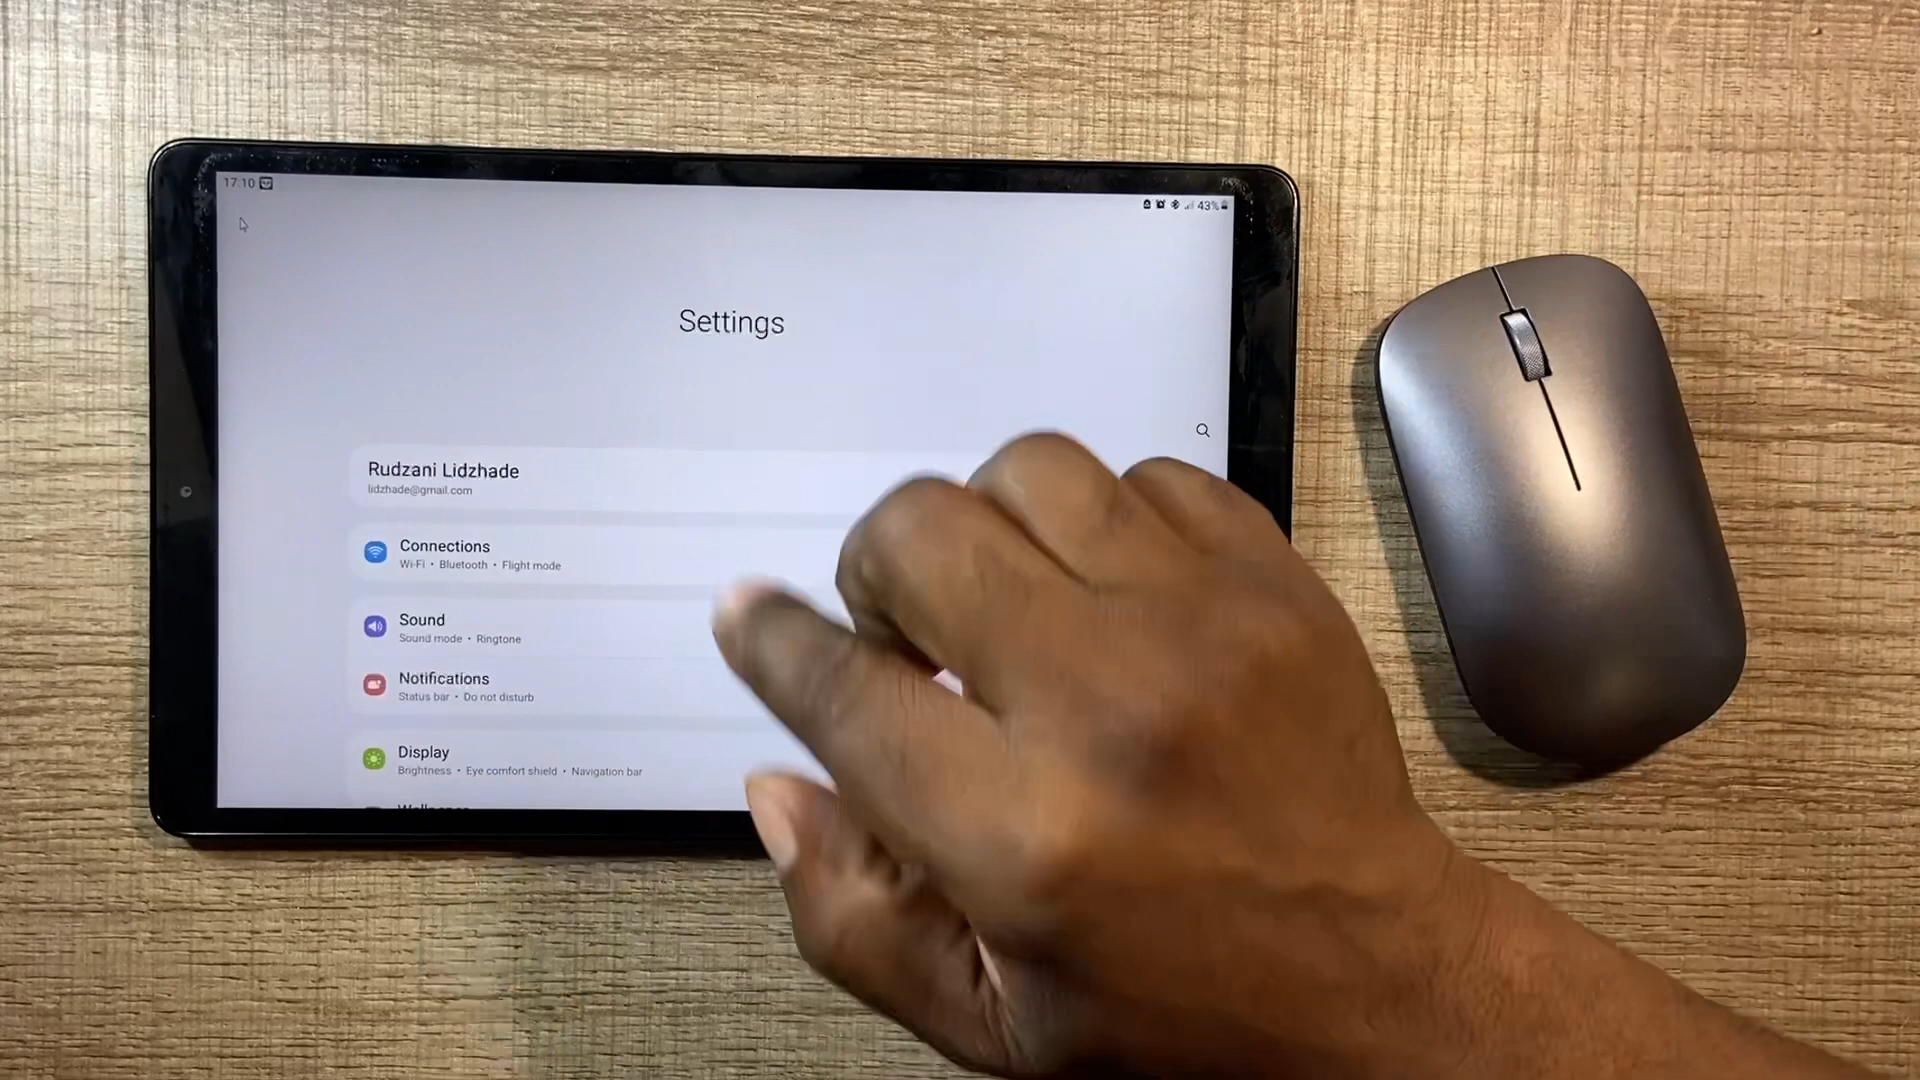 17.10
43%
Settings
Rudzani Lidzhade
lidzhade@gmail.com
Connections
Wi-Fi • Bluetooth • Flight mode
Sound
Sound mode • Ringtone
Notifications
Status bar • Do not disturb
Display
Brightness • Eye comfort shield • Navigation bar